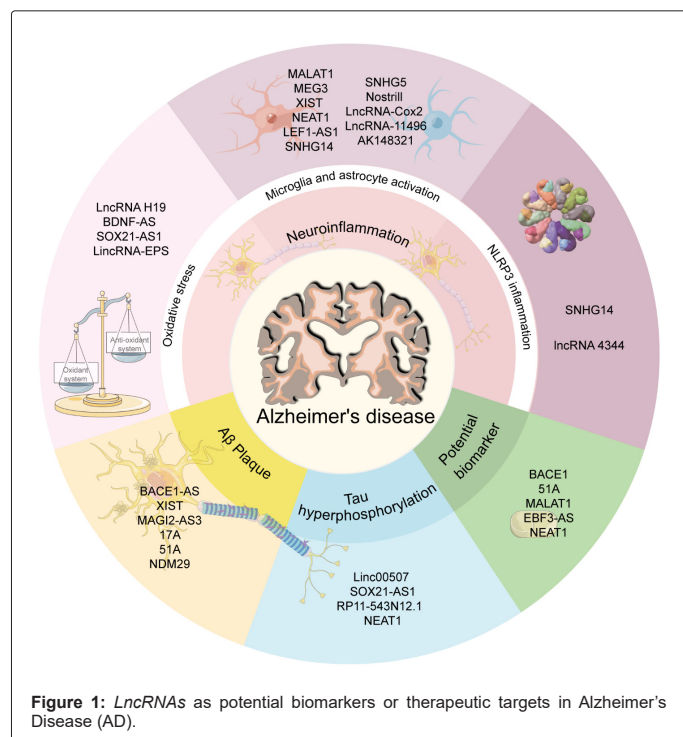 MALAT1
MEG3
XIST
NEAT1
LEF1-AS1
SNHG14
SNHG5
Nostrill
LncRNA-Cox2
LncRNA-11496
AK148321
Microglia and astrocyte activation
Neuroinflammation
LncRNA H19
BDNF-AS
SOX21-AS1
LincRNA-EPS
Oxidative stress
Anti-oxidant
system
Oxidant
system
NLRP3 inflammation
SNHG14
lncRNA 4344
Alzheimer's disease
Aβ Plaque
BACE1-AS
XIST
MAGI2-AS3
17A
51A
NDM29
Tau
hyperphosphorylation
Linc00507
SOX21-AS1
RP11-543N12.1
NEAT1
Potential
biomarker
BACE1
51A
MALAT1
EBF3-AS
NEAT1
Figure 1: LncRNAs as potential biomarkers or therapeutic targets in Alzheimer's
Disease (AD).